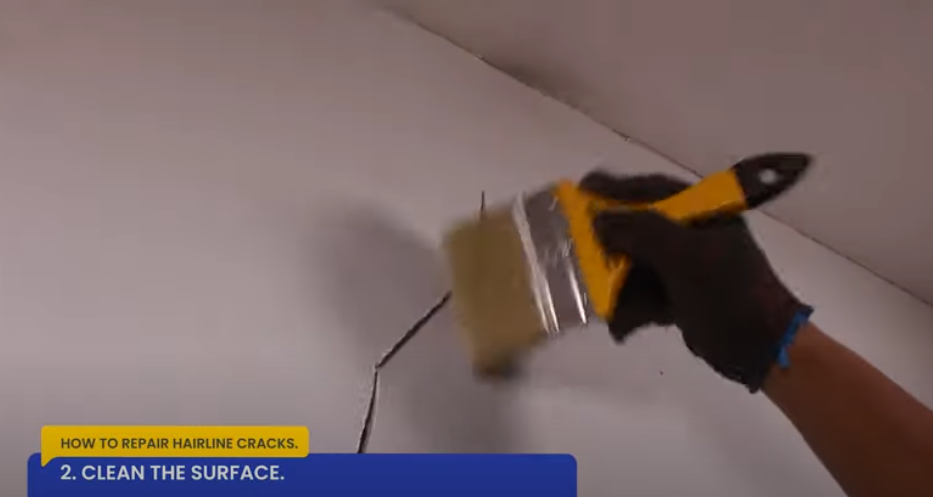 HOW TO REPAIR HAIRLINE CRACKS.
2. CLEAN THE SURFACE.